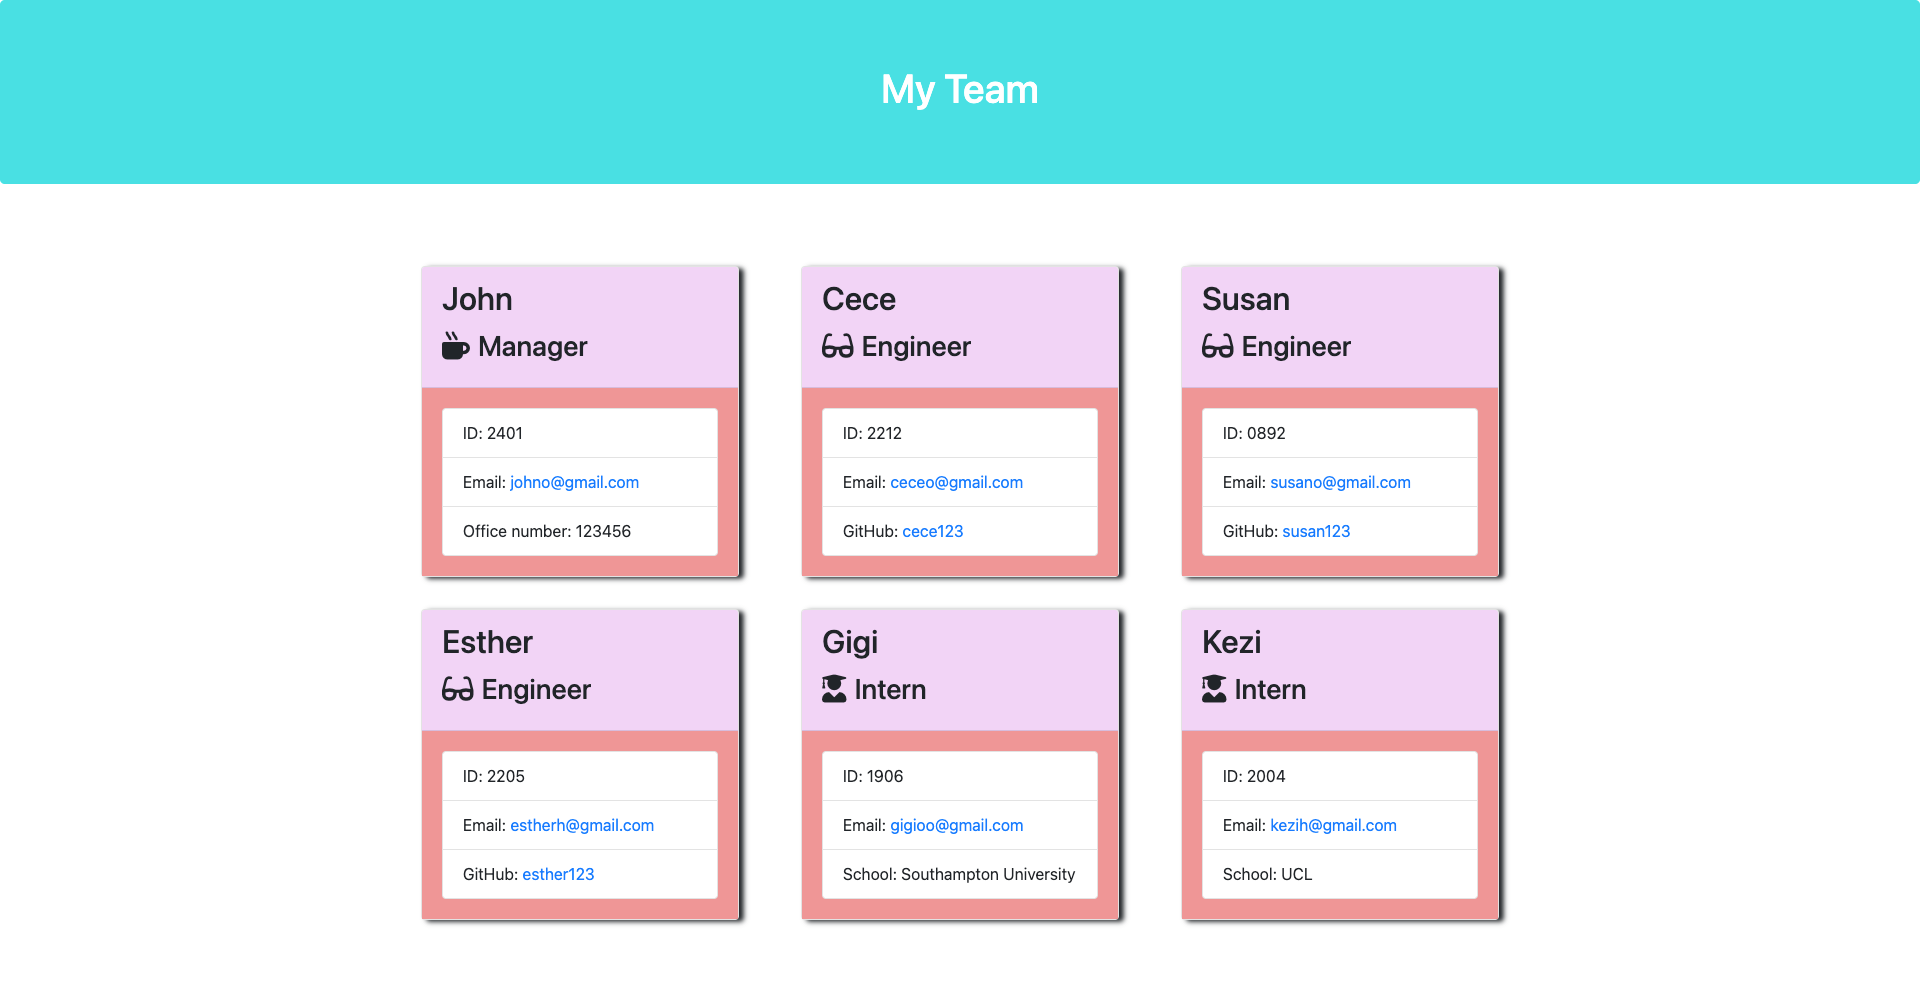 My Team
John
Manager
ID: 2401
Email: johno@gmail.com
Office number: 123456
Cece
Engineer
ID: 2212
Email: ceceo@gmail.com
GitHub: cece123
Susan
Engineer
ID: 0892
Email: susano@gmail.com
GitHub: susan123
Esther
Engineer
ID: 2205
Email: estherh@gmail.com
GitHub: esther123
Gigi
Intern
ID: 1906
Email: gigioo@gmail.com
School: Southampton University
Kezi
Intern
ID: 2004
Email: kezih@gmail.com
School: UCL